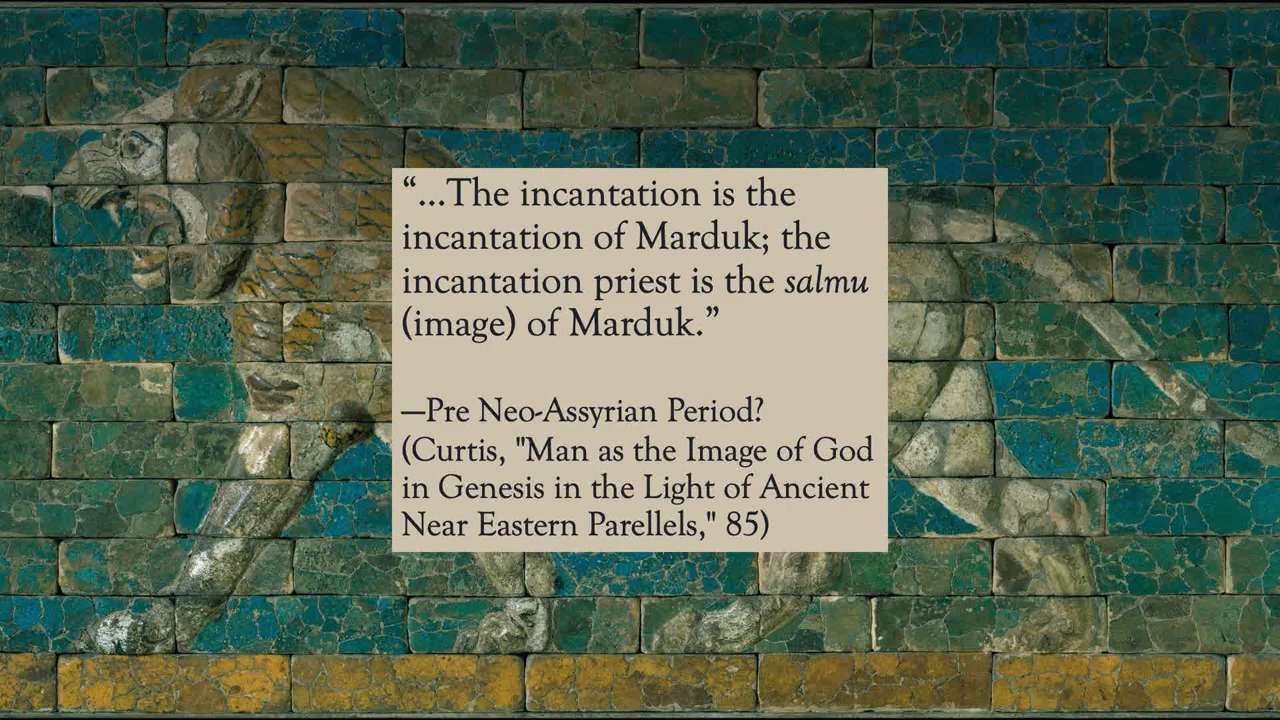 “...The incantation is the
incantation of Marduk; the
incantation priest is the salmu
(image) of Marduk.”
—Pre Neo-Assyrian Period?
(Curtis, "Man as the Image of God
in Genesis in the Light of Ancient
Near Eastern Parellels," 85)